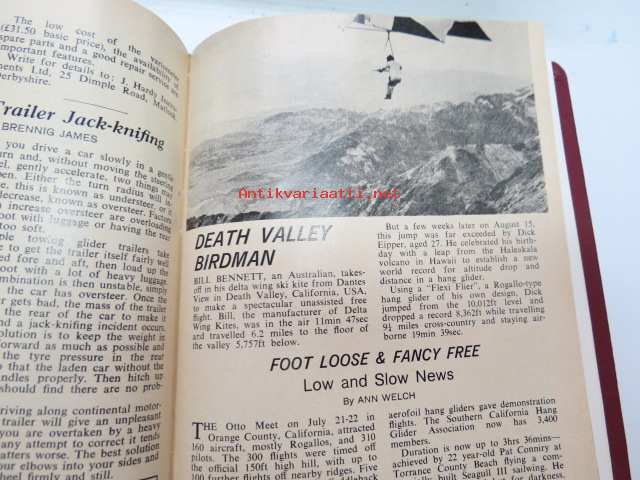 The low cost of the variometer
(£31.50 basic price), the availability of
spare parts and a good repair service are
important features.
Write for details to: J. Hardy
ments Ltd, 25 Dimple Road, Matlock,
Derbyshire.
Trailer Jack-knifing
BRENNIG JAMES
you drive a car slowly in a gentle
turn and, without moving the steering
gently accelerate, two things may
Either the turn radius will
this is known as understeer, or it
decrease, known as oversteer. Factors
increase oversteer are overloading
boot with luggage or having the rear
too soft.
towing glider trailers take
to get the trailer itself fairly well
fore and aft, then load up the
boot with a lot of heavy luggage.
combination is then unstable, simply
the car has oversteer. Once the
gets bad, the mass of the trailer
the rear of the car to make it
and a jack-knifing incident occurs.
solution is to keep the weight in
forward as much as possible and
the tyre pressure in the rear
so that the laden car without the
handles properly. Then hitch up
should find there are no prob-
driving along continental motor-
trailer will give an unpleasant
you are overtaken by a heavy
any attempt to correct it tends
matters worse. The best solution
your elbows into your sides and
wheel firmly and still.
Antikvariaatti.net
DEATH VALLEY
BIRDMAN
BILL BENNETT, an Australian, takes-
off in his delta wing ski kite from Dantes
View in Death Valley, California, USA,
to make a spectacular unassisted free
flight. Bill, the manufacturer of Delta
Wing Kites, was in the air 11min 47sec
and travelled 6.2 miles to the floor of
the valley 5,757ft below.
But a few weeks later on August 15,
this jump was far exceeded by Dick
Eipper, aged 27. He celebrated his birth-
day with a leap from the Haleakala
volcano in Hawaii to establish a new
world record for altitude drop and
distance in a hang glider.
Using a "Flexi Flier", a Rogallo-type
hang glider of his own design, Dick
jumped from the 10,012ft level and
dropped a record 8,362ft while travelling
9½ miles cross-country and staying air-
borne 19min 39sec.
FOOT LOOSE & FANCY FREE
Low and Slow News
By ANN WELCH
THE Otto Meet on July 21-22 in
Orange County, California, attracted
160 aircraft, mostly Rogallos, and 310
pilots. The 300 flights were timed off
the official 150ft high hill, with up to
100 further flights off nearby ridges. Five
aerofoil hang gliders gave demonstration
flights. The Southern California Hang
Glider Association now has 3,400
members.
Duration is now up to 3hrs 36mins—
achieved by 22 year old Pat Conniry at
Torrance County Beach flying a com-
built Seagull III sailwing. He